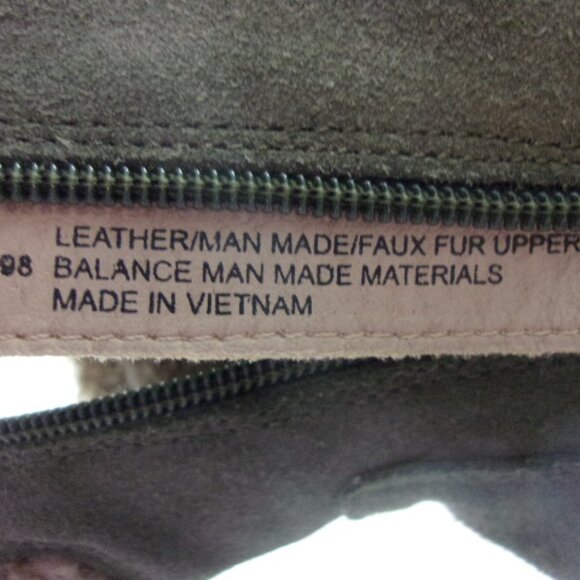 LEATHER/MAN MADE/FAUX FUR UPPER
98 BALANCE MAN MADE MATERIALS
MADE IN VIETNAM